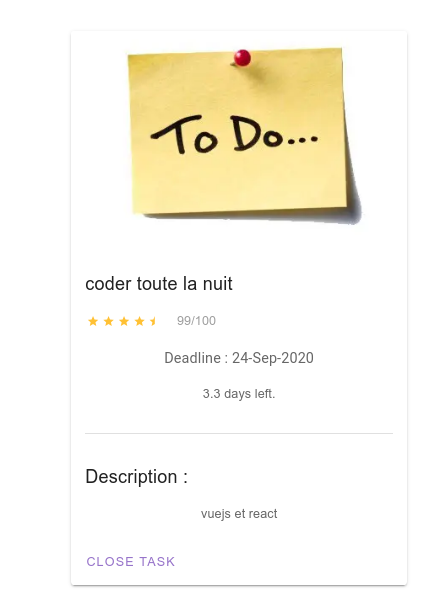 To Do...
coder toute la nuit
99/100
Deadline : 24-Sep-2020
3.3 days left.
Description :
vuejs et react
CLOSE TASK